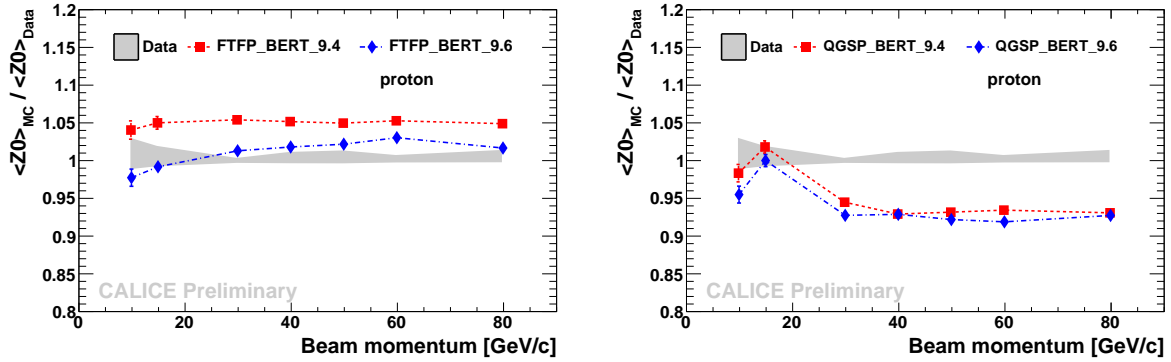 <Z0>MC / <Z0>Data
1.2
1.15
1.1
1.05
1
0.95
0.9
0.85
0.8
Data FTFP_BERT_9.4 FTFP_BERT_9.6
proton
CALICE Preliminary
0 20 40 60 80
Beam momentum [GeV/c]
<Z0>MC / <Z0>Data
1.2
1.15
1.1
1.05
1
0.95
0.9
0.85
0.8
Data QGSP_BERT_9.4 QGSP_BERT_9.6
proton
CALICE Preliminary
0 20 40 60 80
Beam momentum [GeV/c]